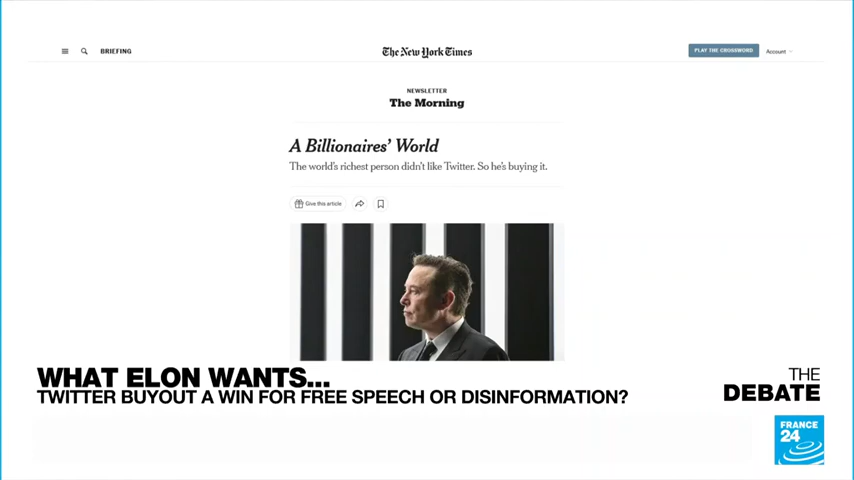 BRIEFING
The New York Times
PLAY THE CROSSWORD
Account
NEWSLETTER
The Morning
A Billionaires' World
The world's richest person didn't like Twitter. So he's buying it.
Give this article
WHAT ELON WANTS...
TWITTER BUYOUT A WIN FOR FREE SPEECH OR DISINFORMATION?
THE
DEBATE
FRANCE
24